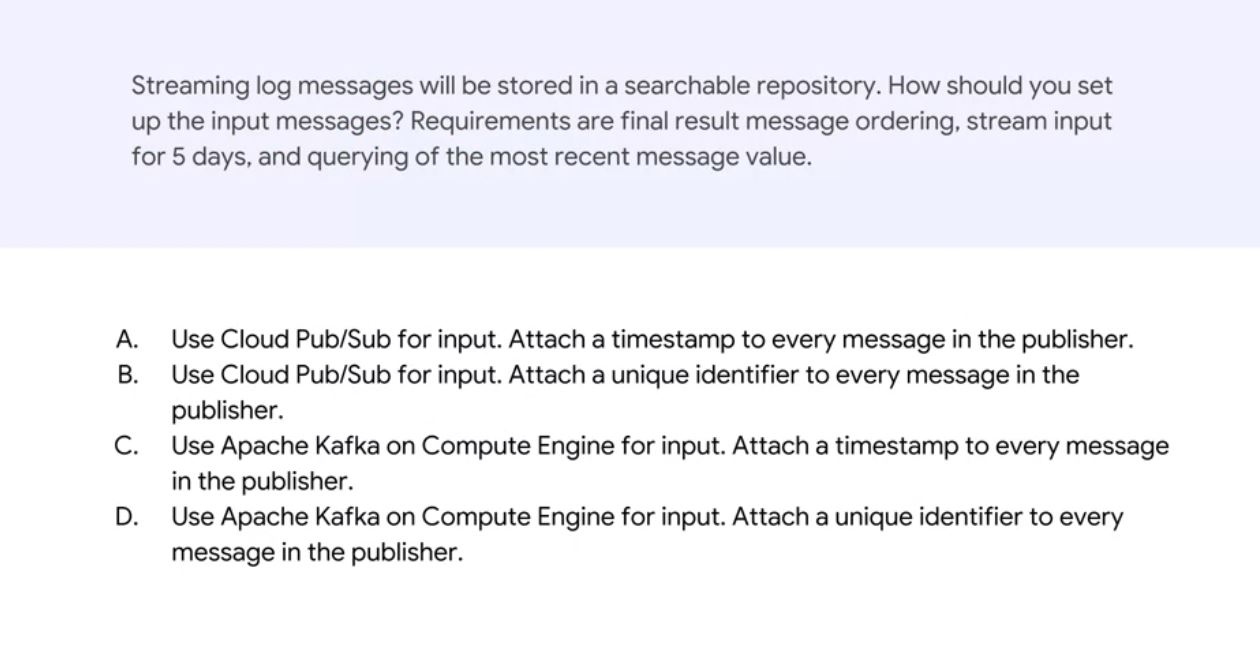 Streaming log messages will be stored in a searchable repository. How should you set
up the input messages? Requirements are final result message ordering, stream input
for 5 days, and querying of the most recent message value.
A. Use Cloud Pub/Sub for input. Attach a timestamp to every message in the publisher.
B. Use Cloud Pub/Sub for input. Attach a unique identifier to every message in the
publisher.
C. Use Apache Kafka on Compute Engine for input. Attach a timestamp to every message
in the publisher.
D. Use Apache Kafka on Compute Engine for input. Attach a unique identifier to every
message in the publisher.